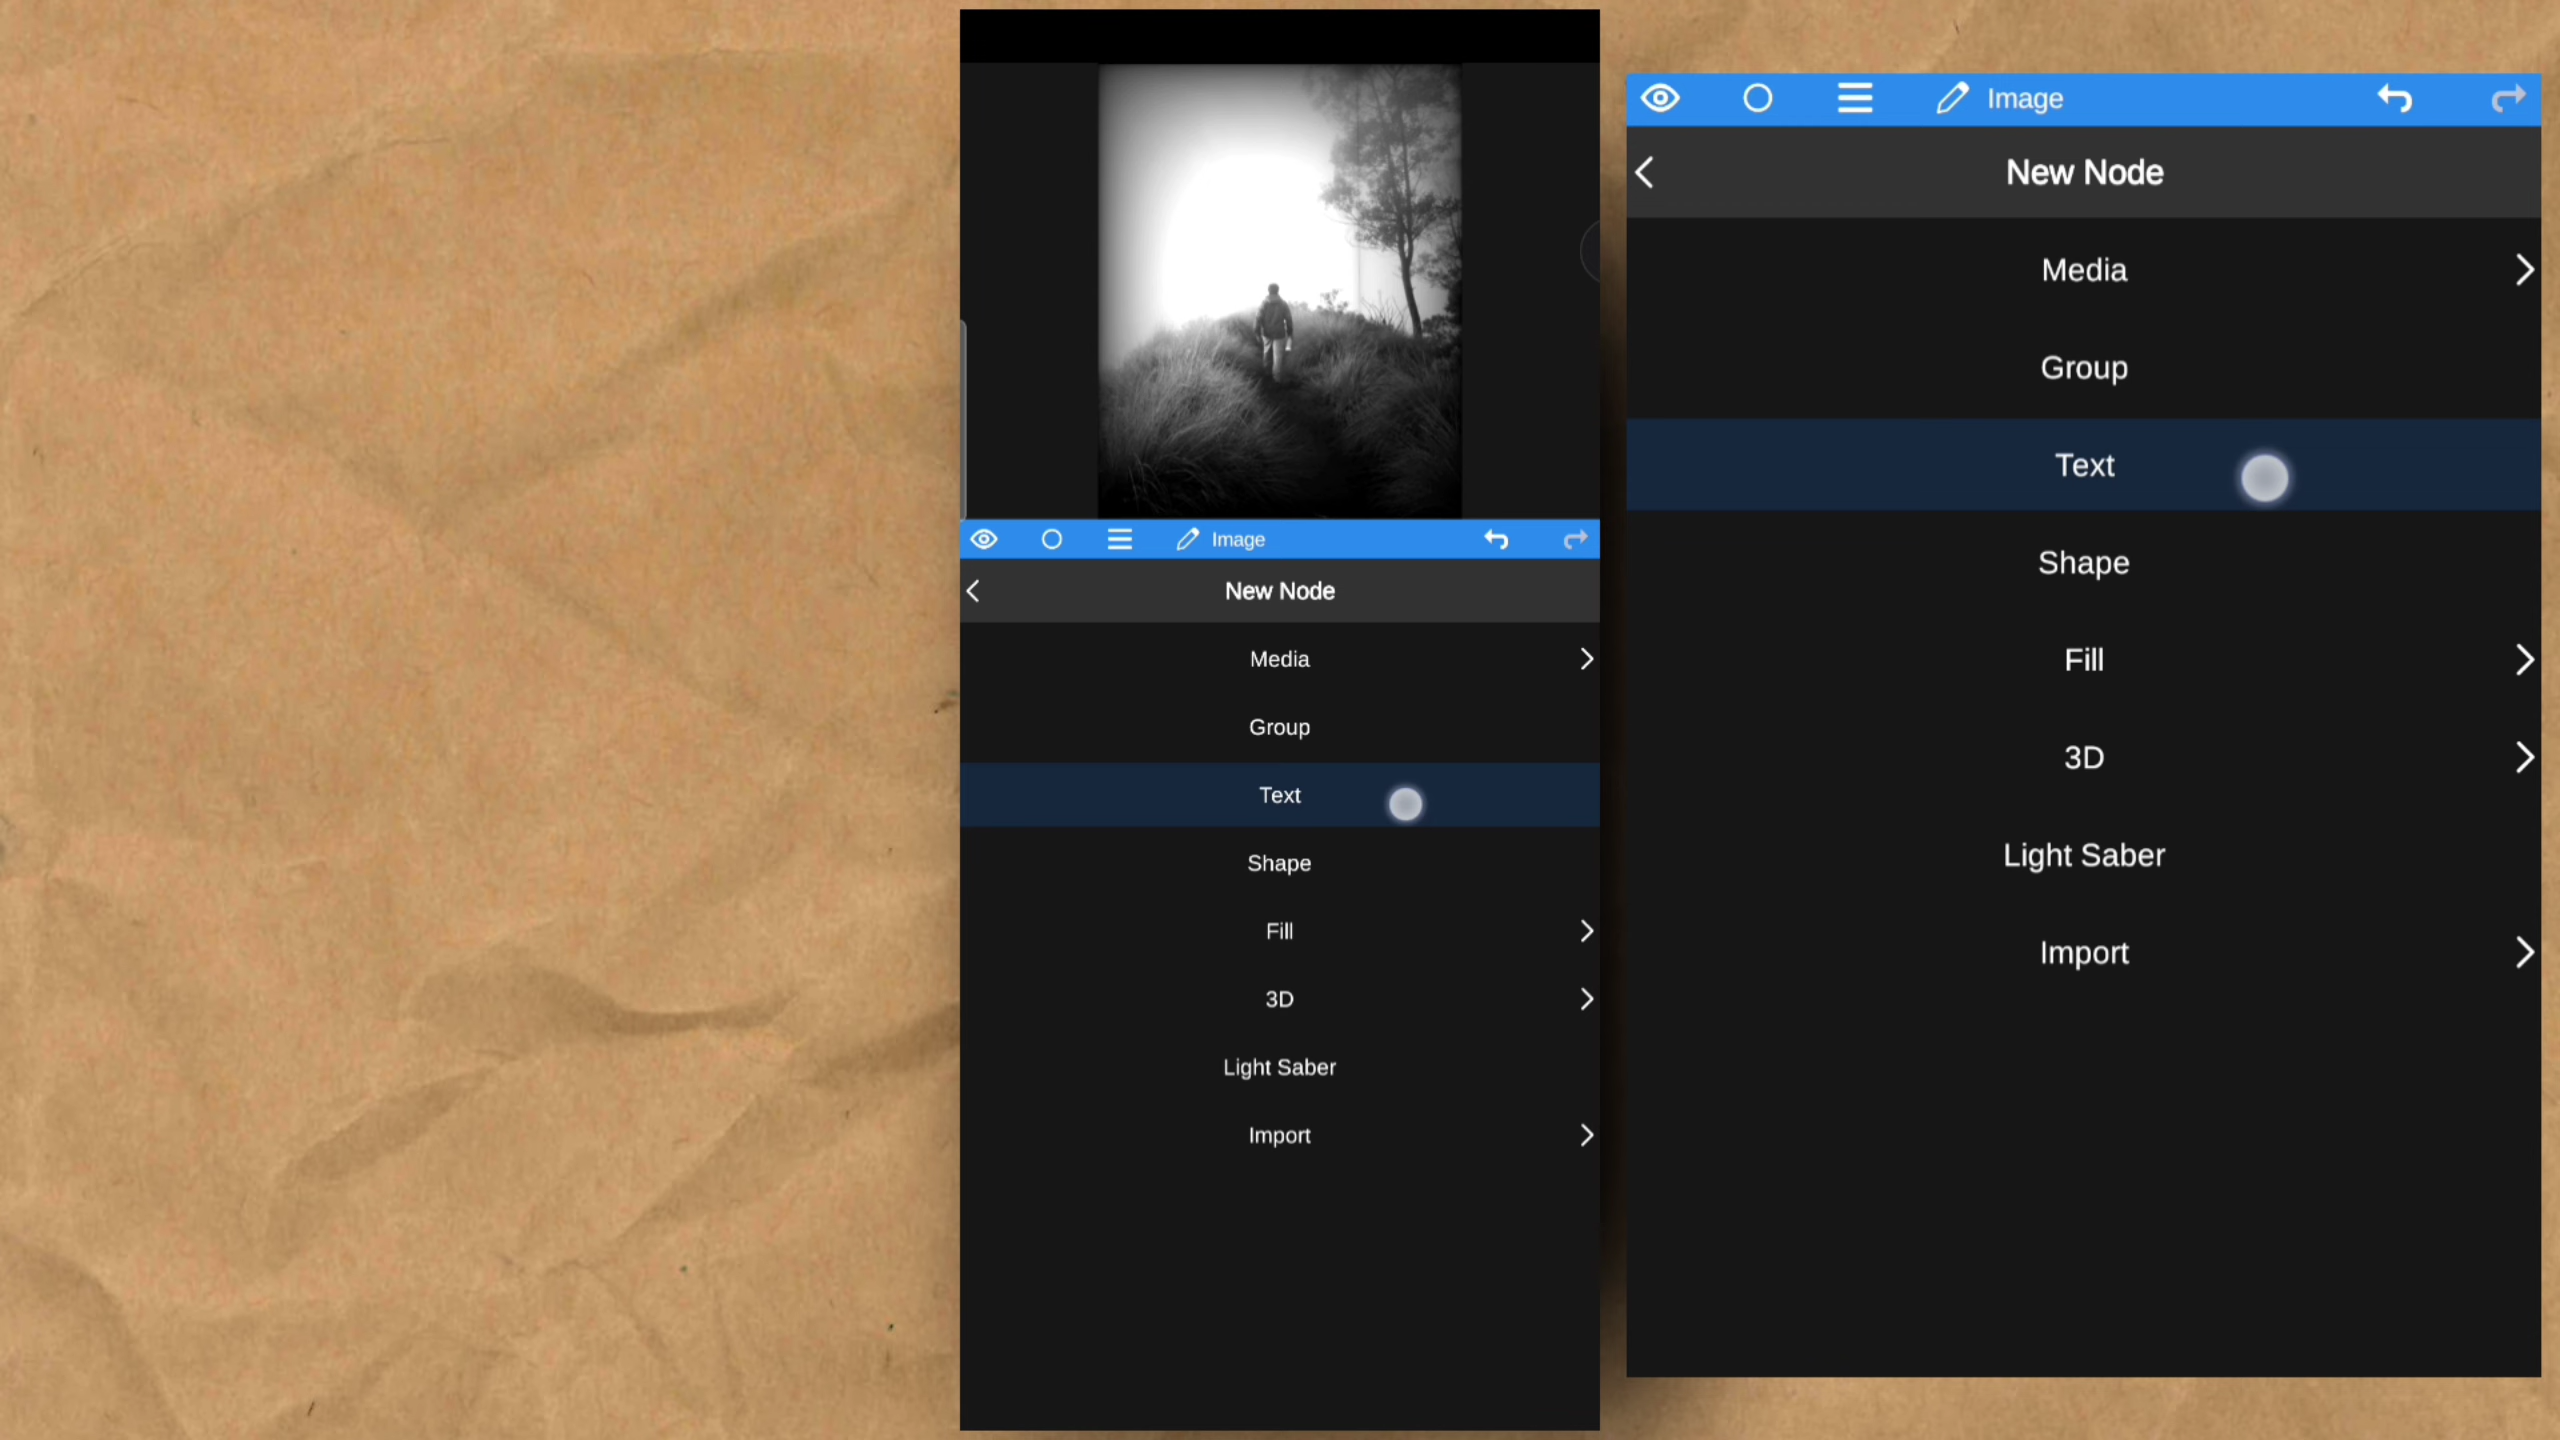 Image
New Node
Media
Group
Text
Shape
Fill
3D
Light Saber
Import
Image
New Node
Media
Group
Text
Shape
Fill
3D
Light Saber
Import